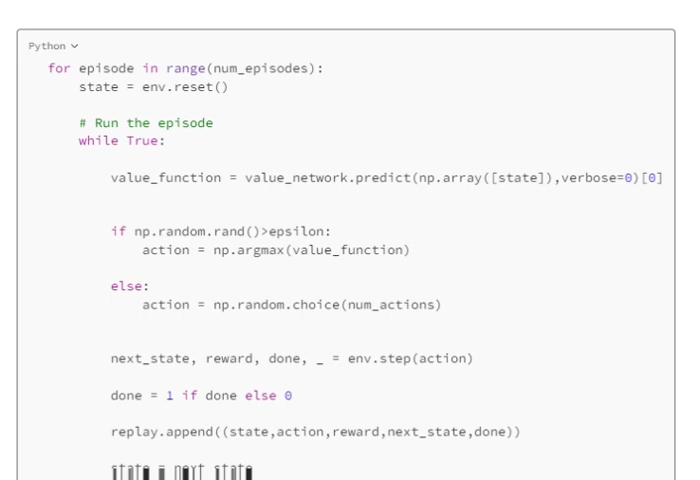 Python
for episode in range(num_episodes):
state = env.reset()
# Run the episode
while True:
value_function = value_network.predict(np.array([state]),verbose=0)[0]
if np.random.rand()>epsilon:
action = np.argmax(value_function)
else:
action = np.random.choice(num_actions)
next_state, reward, done, _ = env.step(action)
done = 1 if done else 0
replay.append((state,action,reward,next_state,done))